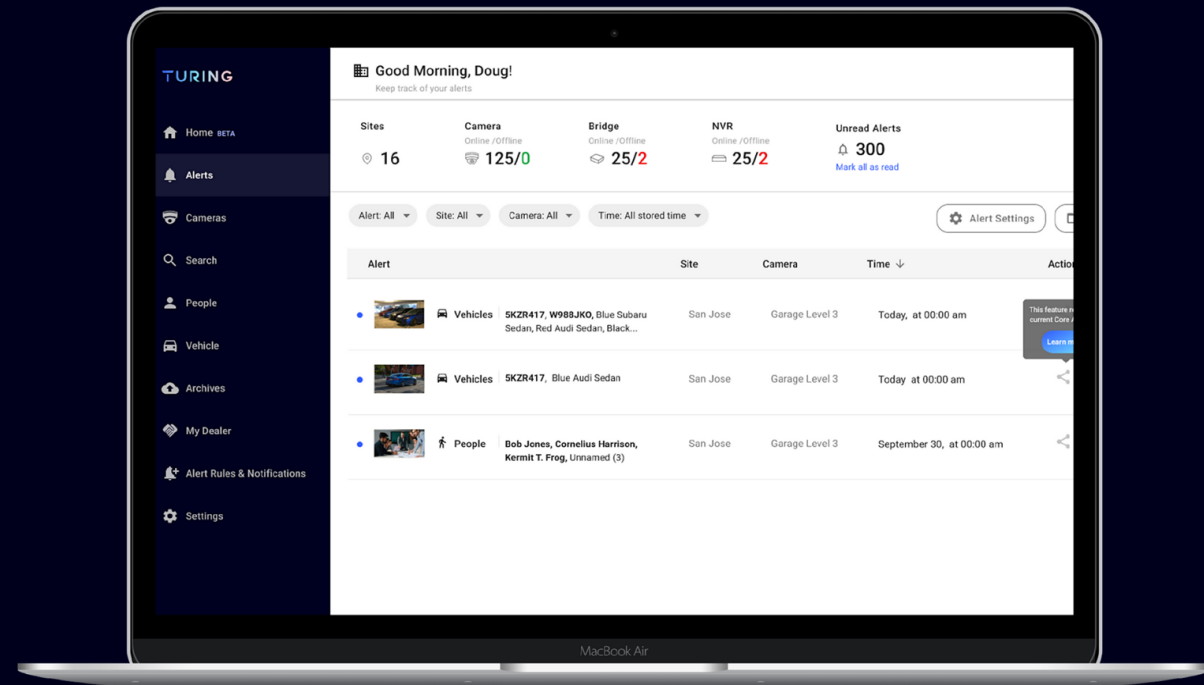 TURING
Home BETA
Alerts
Cameras
Search
People
Vehicle
Archives
My Dealer
Alert Rules & Notifications
Settings
Good Morning, Doug!
Keep track of your alerts
Sites
16
Camera
Online /Offline
125/0
Bridge
Online /Offline
25/2
NVR
Online /Offline
25/2
Unread Alerts
300
Mark all as read
Alert: All
Site: All
Camera: All
Time: All stored time
Alert Settings
Alert Site Camera Time
Vehicles
5KZR417, W988JKO, Blue Subaru
Sedan, Red Audi Sedan, Black...
San Jose
Garage Level 3
Today, at 00:00 am
This feature
current Core
Learn
Vehicles
5KZR417, Blue Audi Sedan
San Jose
Garage Level 3
Today at 00:00 am
People
Bob Jones, Cornelius Harrison,
Kermit T. Frog, Unnamed (3)
San Jose
Garage Level 3
September 30, at 00:00 am
MacBook Air